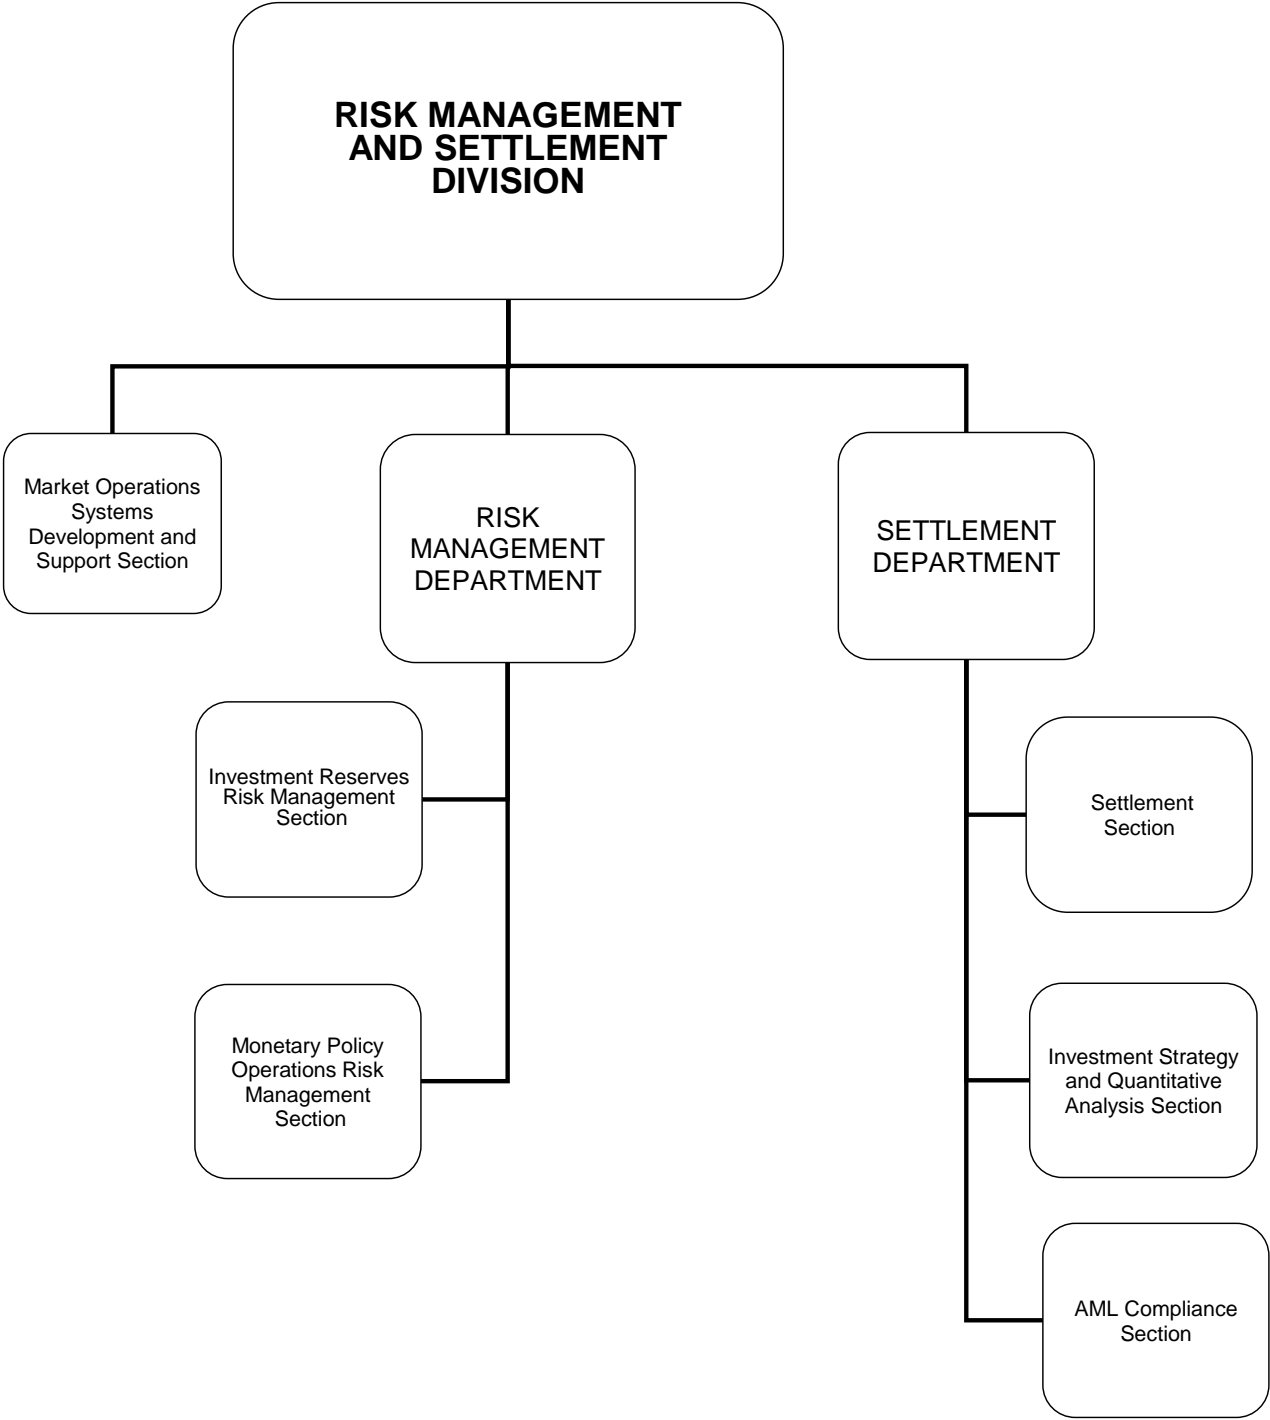 RISK MANAGEMENT
AND SETTLEMENT
DIVISION
Market Operations
Systems
Development and
Support Section
RISK
MANAGEMENT
DEPARTMENT
SETTLEMENT
DEPARTMENT
Investment Reserves
Risk Management
Section
Settlement
Section
Monetary Policy
Operations Risk
Management
Section
Investment Strategy
and Quantitative
Analysis Section
AML Compliance
Section